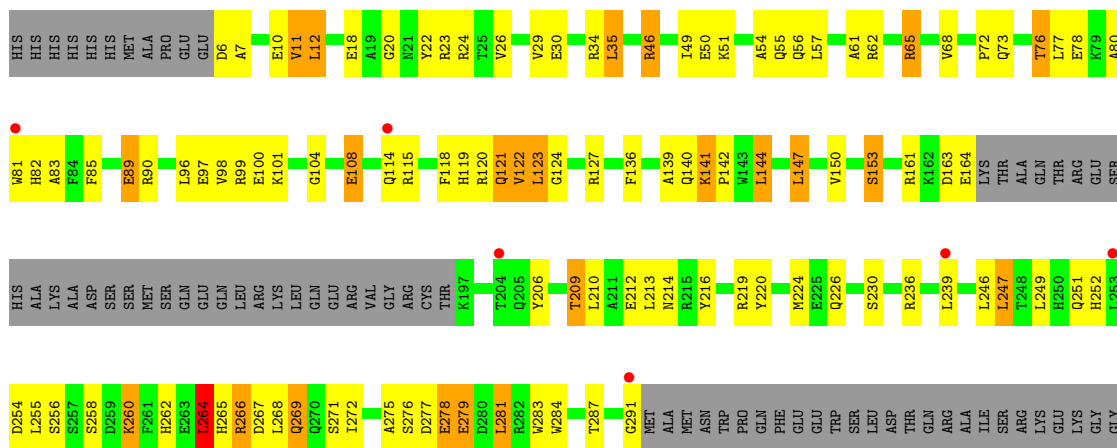 HIS HIS HIS HIS HIS HIS MET ALA PRO GLU GLU D6 A7 E10 V11 L12 E18 A19 G20 N21 Y22 R23 R24 T25 V26 V29 E30 R34 L35 R46 I49 E50 K51 A54 Q55 Q56 L57 A61 R62 R65 V68 P72 Q73 T76 L77 E78 K79 A80
W81 H82 A83 F84 F85 E89 R90 L96 E97 V98 R99 E100 K101 G104 E108 Q114 R115 F118 H119 R120 Q121 V122 L123 G124 R127 F136 A139 Q140 K141 P142 W143 L144 L147 V150 S153 R161 K162 D163 E164 LYS THR ALA GLN THR ARG GLU SER
HIS ALA LYS ALA ASP SER SER MET SER GLN GLU GLN LEU ARG LYS LEU GLN GLU ARG VAL GLY ARG CYS THR K197 T204 Q205 Y206 T209 L210 A211 E212 L213 N214 R215 Y216 R219 Y220 M224 E225 Q226 S230 R236 L239 L246 L247 T248 L249 H250 Q251 H252 L253
D254 L255 S256 S257 S258 D259 K260 F261 H262 E263 L264 H265 R266 D267 L268 Q269 Q270 S271 I272 A275 S276 D277 E278 E279 D280 L281 R282 W283 W284 T287 G291 MET ALA MET ASN TRP PRO GLN PHE GLU GLU TRP SER LEU ASP THR GLN ARG ALA ILE SER ARG LYS GLU LYS GLY GLY